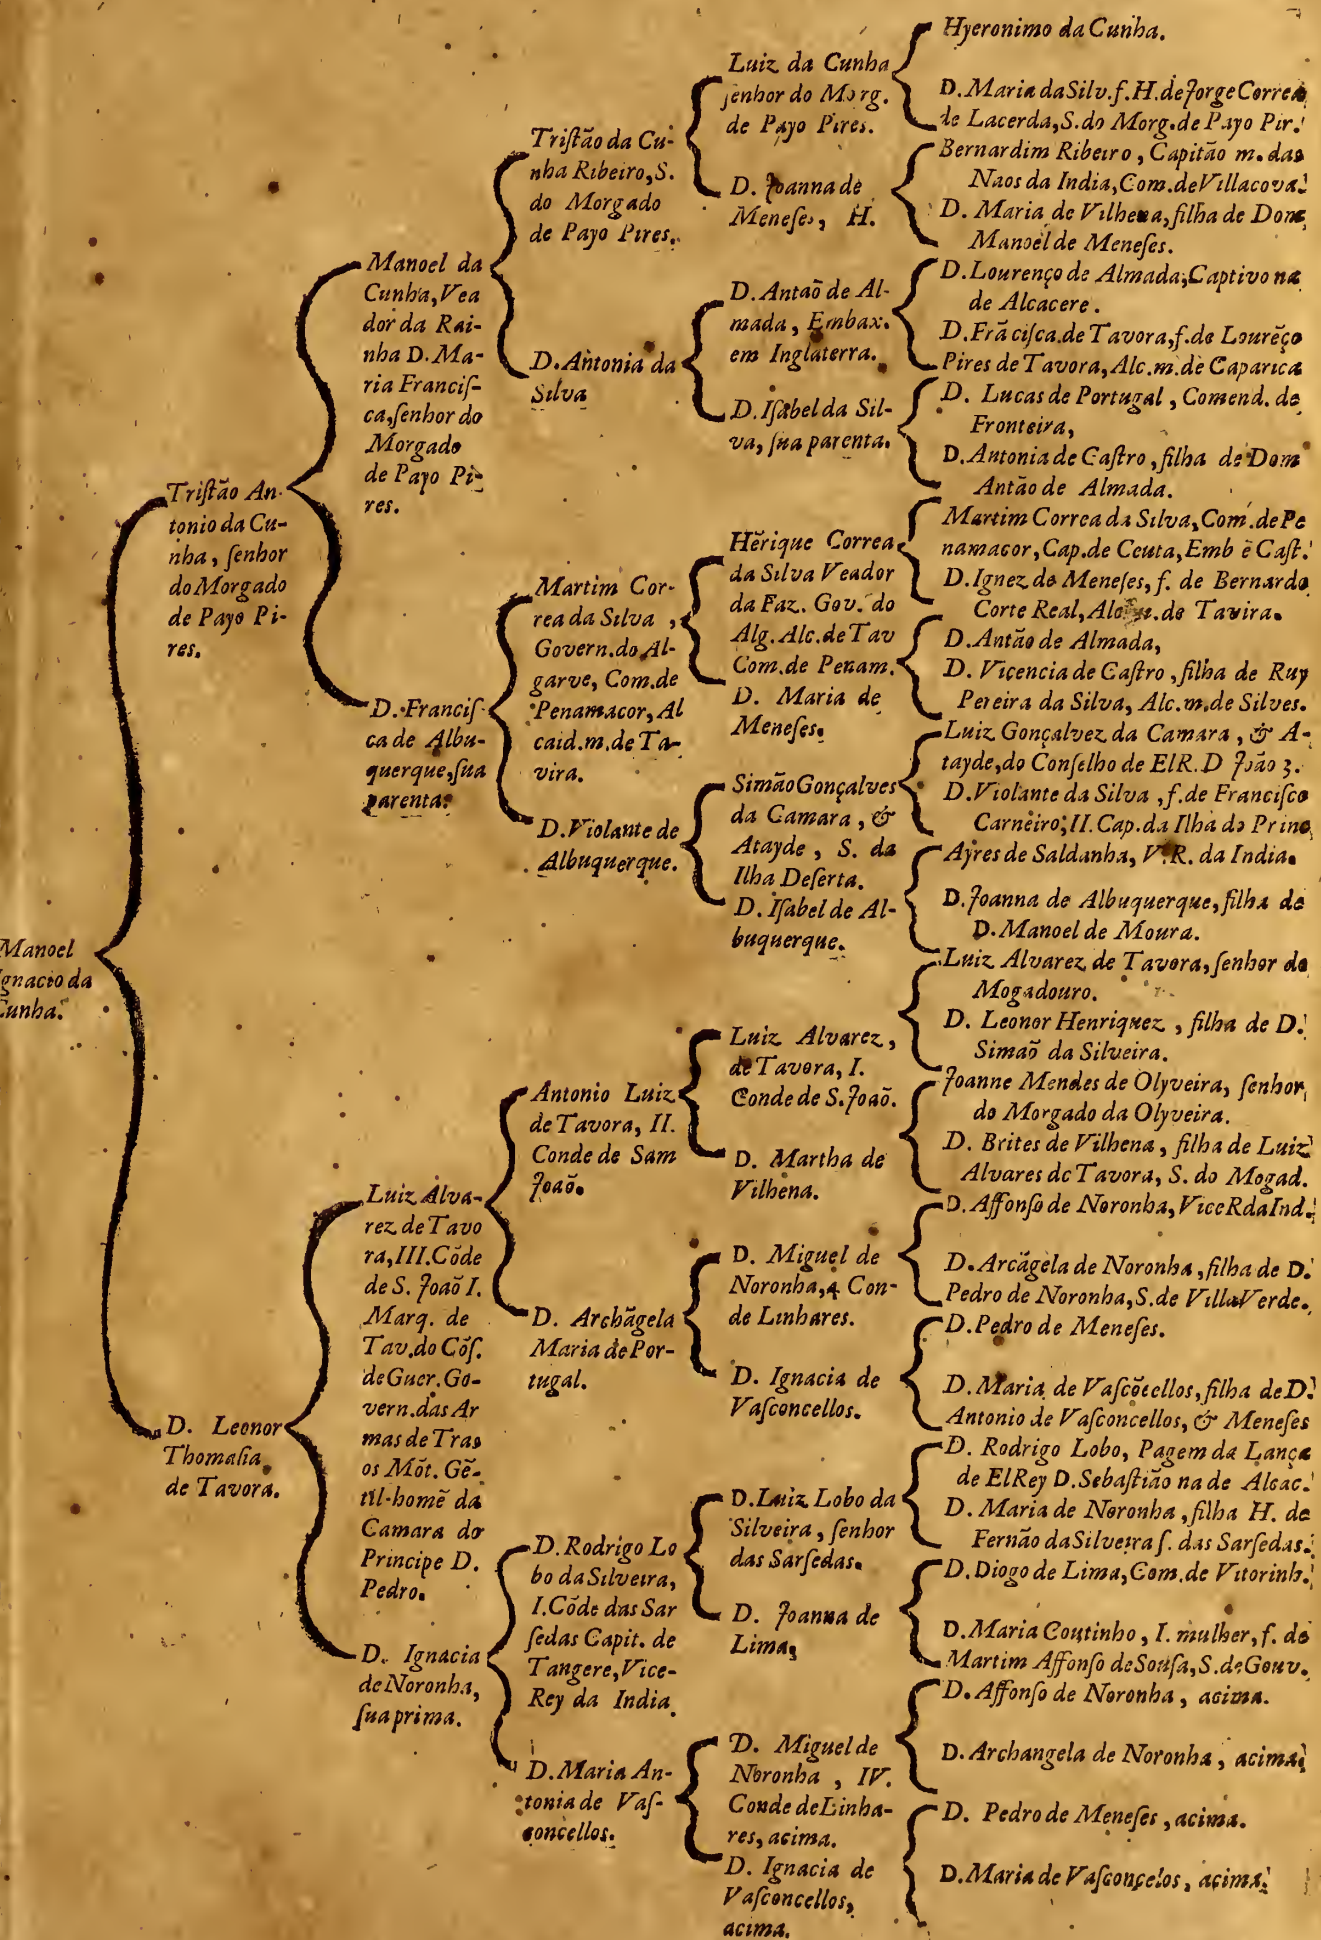 Manoel
Ignacio da
Cunha.
Tristão An-
tonio da Cu-
nha, senhor
do Morgado
de Payo Pi-
res.
D. Leonor
Thomasia
de Tavora.
Manoel da
Cunha, Vea
dor da Rai-
nha D. Ma-
ria Francis-
ca, senhor do
Morgado
de Payo Pi-
res.
D. Francis-
ca de Albu-
querque, sua
parenta.
Luiz Alva-
rez de Tavo
ra, III. Cõde
de S. Joaõ I.
Marq. de
Tav. do Cõs.
de Guer. Go-
vern. das Ar
mas de Tras
os Mõt. Gẽ-
til-homẽ da
Camara do
Principe D.
Pedro.
D. Ignacia
de Noronha,
sua prima.
Tristão da Cu-
nha Ribeiro, S.
do Morgado
de Payo Pires.
D. Antonia da
Silva
Martim Cor-
rea da Silva,
Govern. do Al-
garve, Com. de
Penamacor, Al
caid. m. de Ta-
vira.
D. Violante de
Albuquerque.
Antonio Luiz
de Tavora, II.
Conde de Sam
Joaõ.
D. Archãgela
Maria de Por-
tugal.
D. Rodrigo Lo
bo da Silveira,
I. Cõde das Sar
sedas Capit. de
Tangere, Vice-
Rey da India.
D. Maria An-
tonia de Vas-
concellos.
Luiz da Cunha
senhor do Morg.
de Payo Pires.
D. Joanna de
Meneses, H.
D. Antaõ de Al-
mada, Embax.
em Inglaterra.
D. Isabel da Sil-
va, sua parenta.
Hẽrique Correa
da Silva Veador
da Faz. Gov. do
Alg. Alc. de Tav
Com. de Penam.
D. Maria de
Meneses.
Simão Gonçalves
da Camara, &
Atayde, S. da
Ilha Deserta.
D. Isabel de Al-
buquerque.
Luiz Alvarez,
de Tavora, I.
Conde de S. Joaõ.
D. Martha de
Vilhena.
D. Miguel de
Noronha, 4 Con-
de Linhares.
D. Ignacia de
Vasconcellos.
D. Luiz Lobo da
Silveira, senhor
das Sarsedas.
D. Joanna de
Lima,
D. Miguel de
Noronha, IV.
Conde de Linha-
res, acima.
D. Ignacia de
Vasconcellos,
acima.
Hyeronimo da Cunha.
D. Maria da Silv. f. H. de Jorge Correa
de Lacerda, S. do Morg. de Payo Pir.
Bernardim Ribeiro, Capitão m. das
Naos da India, Com. de Villacova.
D. Maria de Vilhena, filha de Dom
Manoel de Meneses.
D. Lourenço de Almada, Captivo na
de Alcacere.
D. Frãcisca de Tavora, f. de Lourẽço
Pires de Tavora, Alc. m. de Caparica
D. Lucas de Portugal, Comend. de
Fronteira,
D. Antonia de Castro, filha de Dom
Antão de Almada.
Martim Correa da Silva, Com. de Pe
namacor, Cap. de Ceuta, Emb ẽ Cast.
D. Ignez de Meneses, f. de Bernardo
Corte Real, Alc. m. de Tavira.
D. Antão de Almada,
D. Vicencia de Castro, filha de Ruy
Pereira da Silva, Alc. m. de Silves.
Luiz Gonçalvez da Camara, & A-
tayde, do Conselho de ElR. D João 3.
D. Violante da Silva, f. de Francisco
Carneiro, II. Cap. da Ilha do Princ.
Ayres de Saldanha, V. R. da India.
D. Joanna de Albuquerque, filha de
D. Manoel de Moura.
Luiz Alvarez de Tavora, senhor do
Mogadouro.
D. Leonor Henriquez, filha de D.
Simaõ da Silveira.
Joanne Mendes de Olyveira, senhor
do Morgado da Olyveira.
D. Brites de Vilhena, filha de Luiz
Alvares de Tavora, S. do Mogad.
D. Affonso de Noronha, Vice R da Ind.
D. Arcãgela de Noronha, filha de D.
Pedro de Noronha, S. de Villa Verde.
D. Pedro de Meneses.
D. Maria de Vascõcellos, filha de D.
Antonio de Vasconcellos, & Meneses
D. Rodrigo Lobo, Pagem da Lança
de ElRey D. Sebastião na de Alcac.
D. Maria de Noronha, filha H. de
Fernão da Silveira s. das Sarsedas.
D. Diogo de Lima, Com. de Vitorinh.
D. Maria Coutinho, I. mulher, f. de
Martim Affonso de Sousa, S. de Gouv.
D. Affonso de Noronha, acima.
D. Archangela de Noronha, acima.
D. Pedro de Meneses, acima.
D. Maria de Vasconcelos, acima.